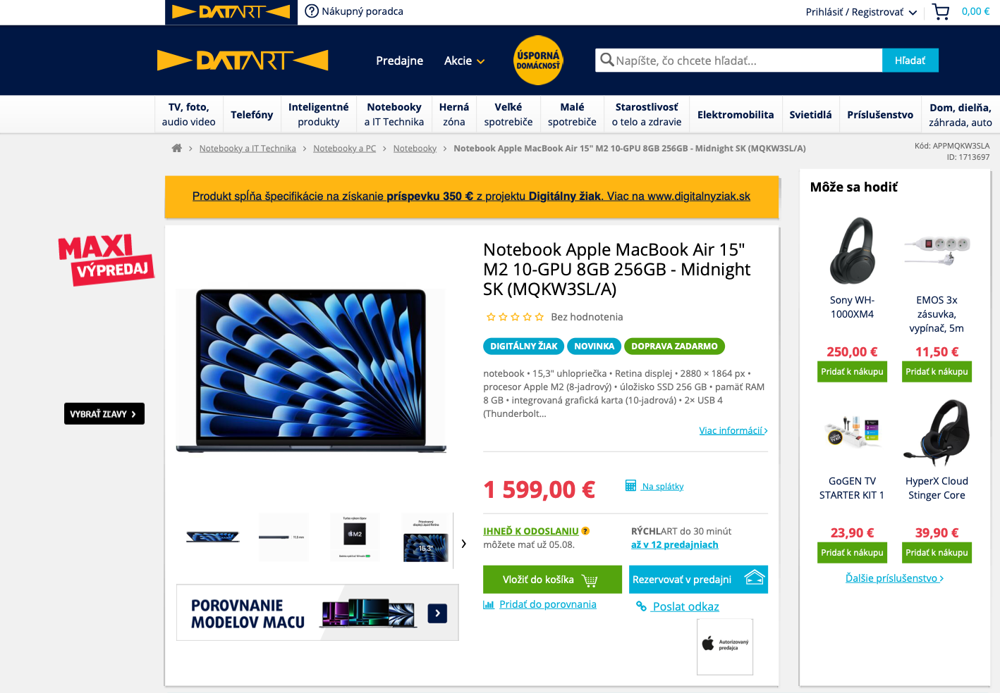 DATART
Nákupný poradca
Prihlásiť / Registrovať
0,00 €
DATART
Predajne
Akcie
ÚSPORNÁ
DOMÁCNOSŤ
Napíšte, čo chcete hľadať...
Hľadať
TV, foto,
audio video
Telefóny
Inteligentné
produkty
Notebooky
a IT Technika
Herná
zóna
Veľké
spotrebiče
Malé
spotrebiče
Starostlivosť
o telo a zdravie
Elektromobilita
Svietidlá
Príslušenstvo
Dom, dielňa,
záhrada, auto
Notebooky a IT Technika
Notebooky a PC
Notebooky
Notebook Apple MacBook Air 15" M2 10-GPU 8GB 256GB - Midnight SK (MQKW3SL/A)
Kód: APPMQKW3SLA
ID: 1713697
Produkt spĺňa špecifikácie na získanie príspevku 350 € z projektu Digitálny žiak. Viac na www.digitalnyziak.sk
MAXI
VÝPREDAJ
VYBRAŤ ZĽAVY
Notebook Apple MacBook Air 15"
M2 10-GPU 8GB 256GB - Midnight
SK (MQKW3SL/A)
Bez hodnotenia
DIGITÁLNY ŽIAK
NOVINKA
DOPRAVA ZADARMO
notebook • 15,3" uhlopriečka • Retina displej • 2880 × 1864 px •
procesor Apple M2 (8-jadrový) • úložisko SSD 256 GB • pamäť RAM
8 GB • integrovaná grafická karta (10-jadrová) • 2× USB 4
(Thunderbolt...
Viac informácií
1 599,00 €
Na splátky
IHNEĎ K ODOSLANIU ?
môžete mať už 05.08.
RÝCHLART do 30 minút
až v 12 predajniach
Vložiť do košíka
Rezervovať v predajni
Pridať do porovnania
Poslat odkaz
Autorizovaný
predajca
11,5 mm
M2
15,3"
POROVNANIE
MODELOV MACU
Môže sa hodiť
Sony WH-
1000XM4
250,00 €
Pridať k nákupu
EMOS 3x
zásuvka,
vypínač, 5m
11,50 €
Pridať k nákupu
GoGEN TV
STARTER KIT 1
23,90 €
Pridať k nákupu
HyperX Cloud
Stinger Core
39,90 €
Pridať k nákupu
Ďalšie príslušenstvo